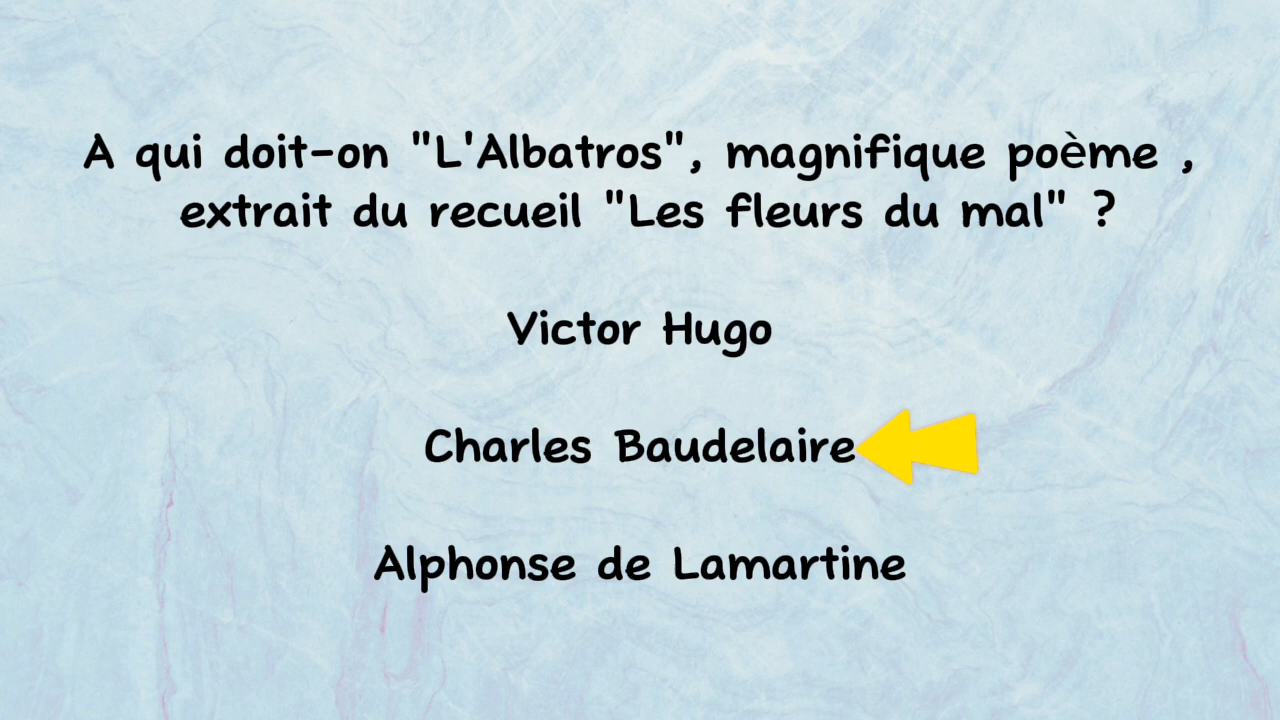 A qui doit-on "L'Albatros", magnifique poème ,
extrait du recueil "Les fleurs du mal" ?
Victor Hugo
Charles Baudelaire
Alphonse de Lamartine